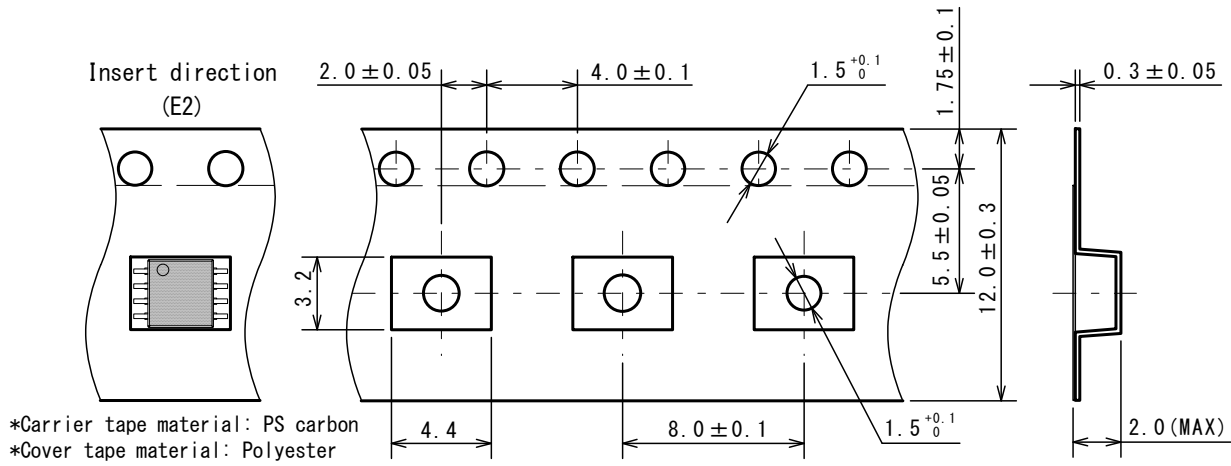 Insert direction
(E2)
2.0±0.05
4.0±0.1
1.5 +0.1 0
1.75±0.1
0.3±0.05
5.5±0.05
12.0±0.3
3.2
4.4
8.0±0.1
1.5 +0.1 0
2.0(MAX)
*Carrier tape material: PS carbon
*Cover tape material: Polyester